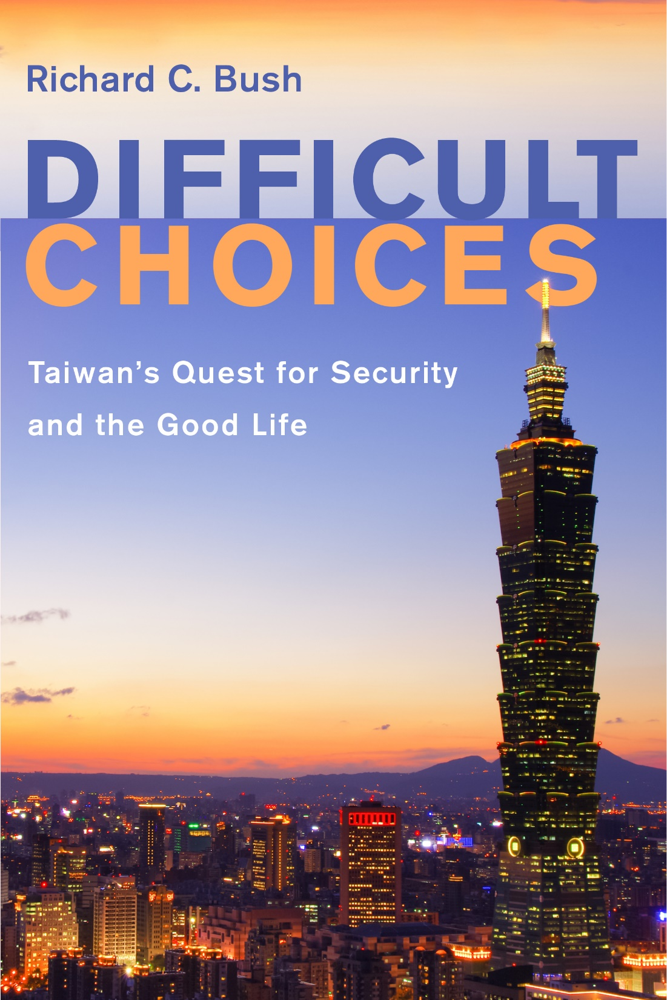 Richard C. Bush
DIFFICULT
CHOICES
Taiwan’s Quest for Security
and the Good Life